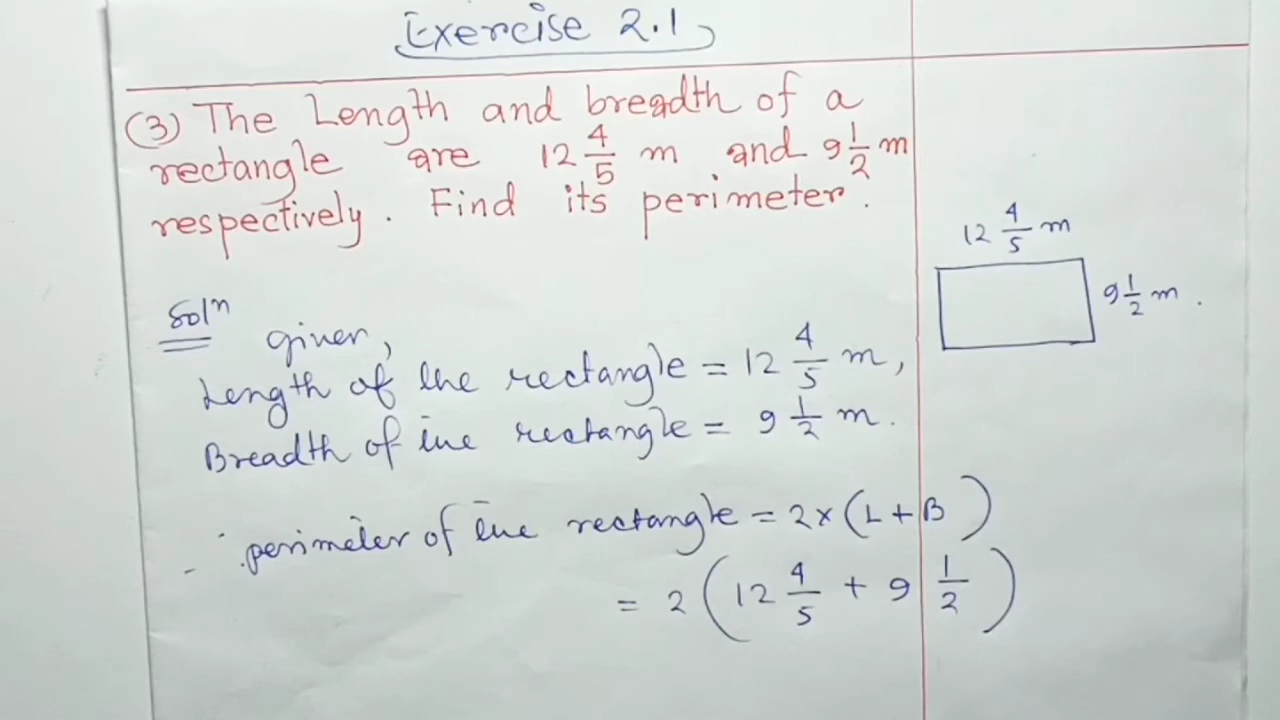 Exercise 2.1
(3) The Length and breadth of a
rectangle are 12 4/5 m and 9 1/2 m
respectively. Find its perimeter.
12 4/5 m
9 1/2 m.
Solⁿ
given,
Length of the rectangle = 12 4/5 m,
Breadth of the rectangle = 9 1/2 m.
∴ perimeter of the rectangle = 2 × (L + B)
= 2 (12 4/5 + 9 1/2)